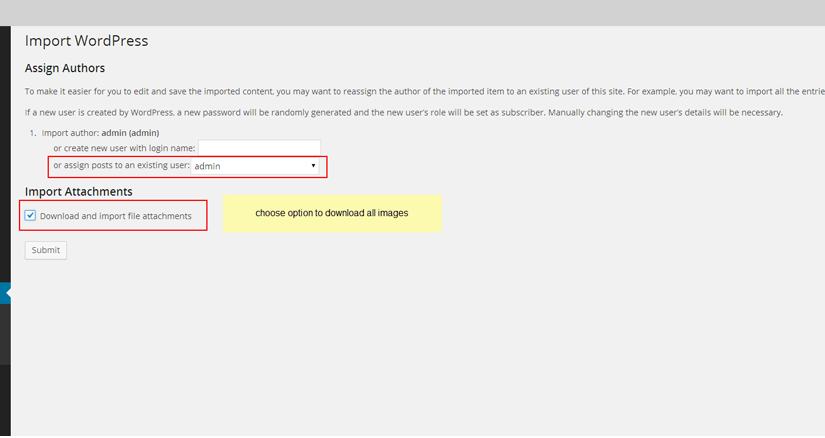 Import WordPress
Assign Authors
To make it easier for you to edit and save the imported content, you may want to reassign the author of the imported item to an existing user of this site. For example, you may want to import all the entrie
If a new user is created by WordPress, a new password will be randomly generated and the new user's role will be set as subscriber. Manually changing the new user's details will be necessary.
1. Import author: admin (admin)
or create new user with login name:
or assign posts to an existing user: admin
Import Attachments
Download and import file attachments
choose option to download all images
Submit